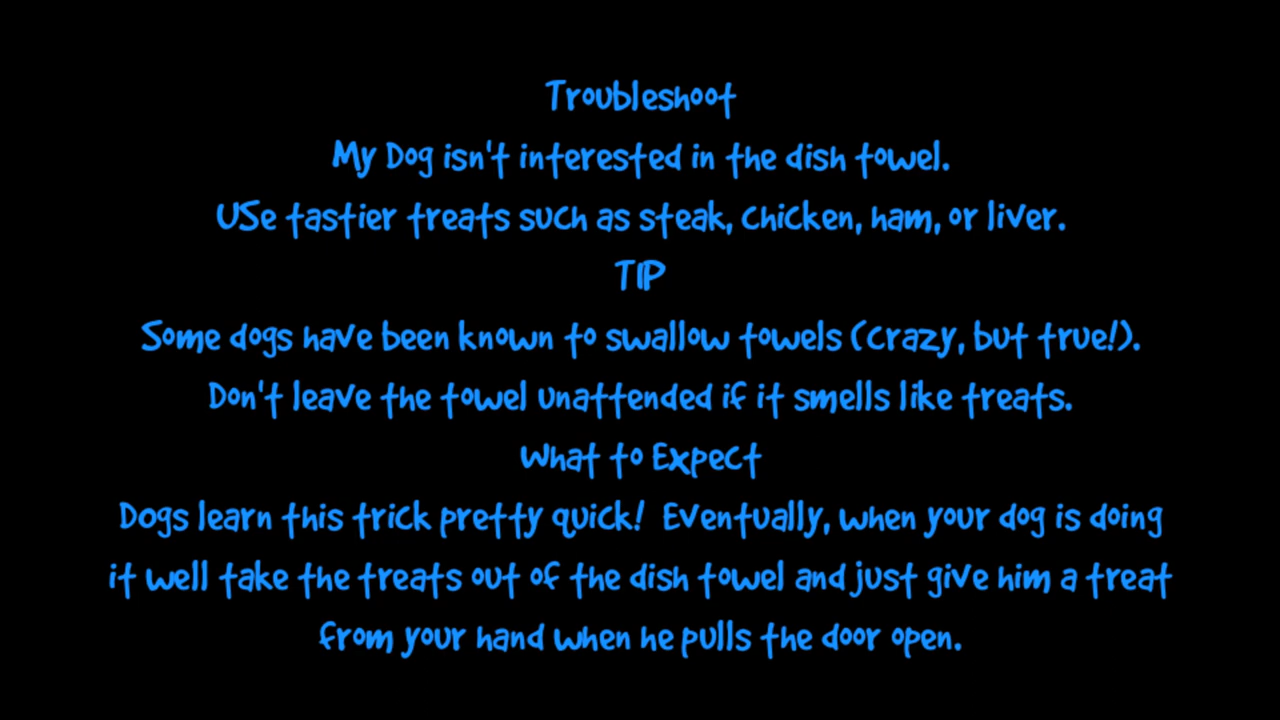 Troubleshoot
My Dog isn't interested in the dish towel.
USe tastier treats such as steak, chicken, ham, or liver.
TIP
Some dogs have been known to swallow towels (crazy, but true!).
Don't leave the towel unattended if it smells like treats.
What to Expect
Dogs learn this trick pretty quick! Eventually, when your dog is doing
it well take the treats out of the dish towel and just give him a treat
from your hand when he pulls the door open.